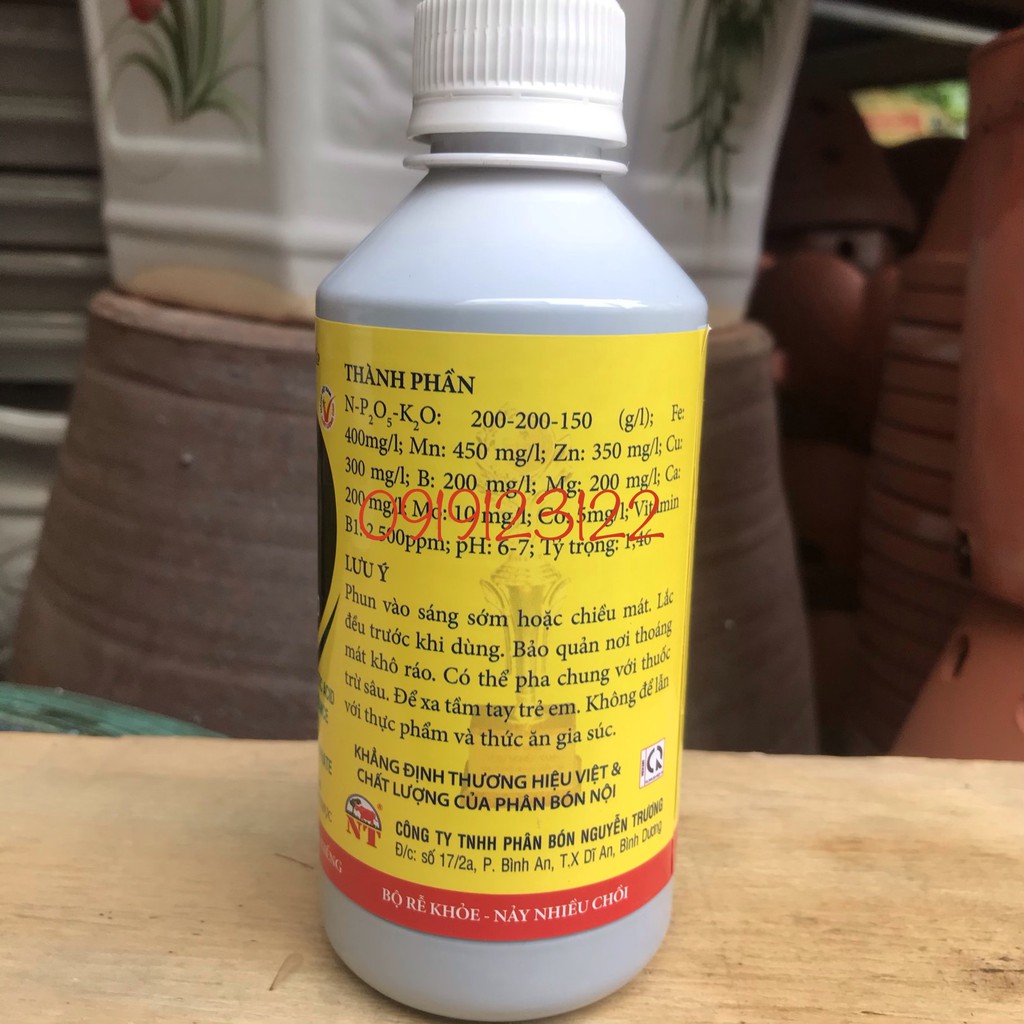 THÀNH PHẦN
N-P₂O₅-K₂O: 200-200-150 (g/l); Fe:
400mg/l; Mn: 450 mg/l; Zn: 350 mg/l; Cu:
300 mg/l; B: 200 mg/l; Mg: 200 mg/l; Ca:
200 mg/l; Mo: 10 mg/l; Co: 5mg/l; Vitamin
0919123122
B1: 2.500ppm; pH: 6-7; Tỷ trọng: 1,46
LƯU Ý
Phun vào sáng sớm hoặc chiều mát. Lắc
đều trước khi dùng. Bảo quản nơi thoáng
mát khô ráo. Có thể pha chung với thuốc
trừ sâu. Để xa tầm tay trẻ em. Không để lẫn
với thực phẩm và thức ăn gia súc.
KHẲNG ĐỊNH THƯƠNG HIỆU VIỆT &
CHẤT LƯỢNG CỦA PHÂN BÓN NỘI
NT
CÔNG TY TNHH PHÂN BÓN NGUYỄN TRƯƠNG
Đ/c: số 17/2a, P. Bình An, T.X Dĩ An, Bình Dương
BỘ RỄ KHỎE - NẢY NHIỀU CHỒI